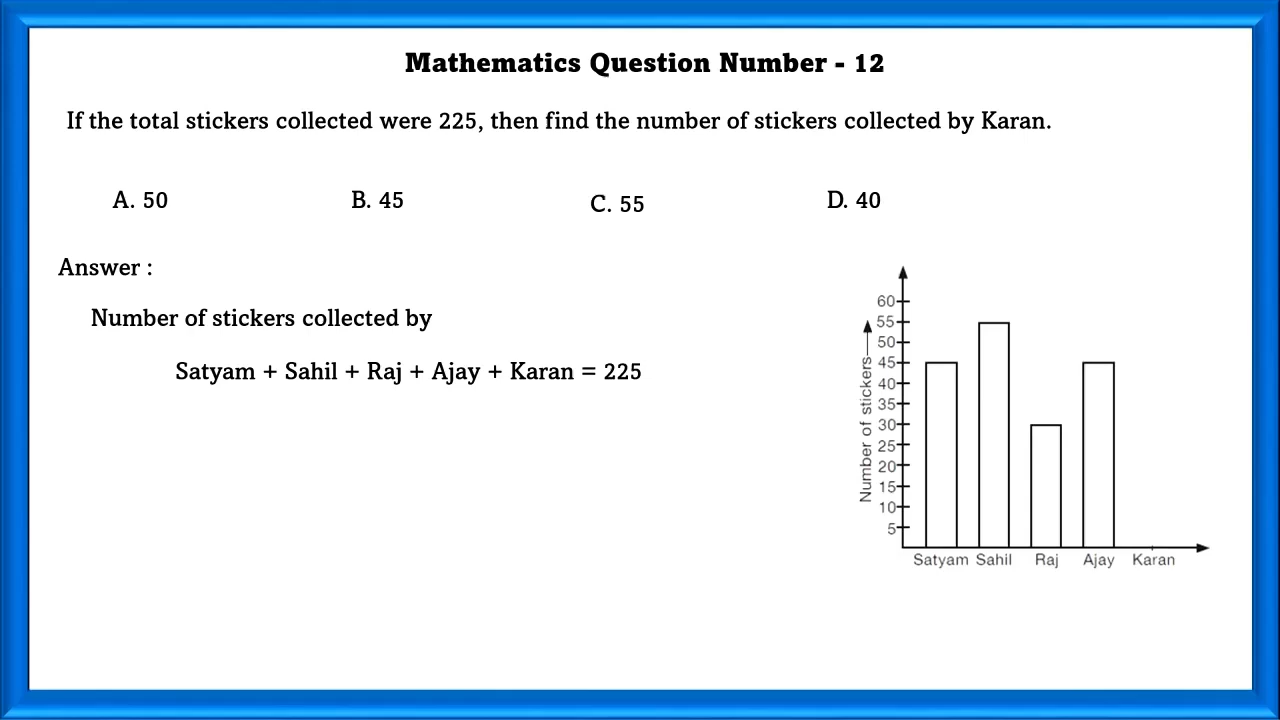 Mathematics Question Number - 12
If the total stickers collected were 225, then find the number of stickers collected by Karan.
A. 50
B. 45
C. 55
D. 40
Answer :
Number of stickers collected by
Satyam + Sahil + Raj + Ajay + Karan = 225
Number of stickers
60
55
50
45
40
35
30
25
20
15
10
5
Satyam Sahil Raj Ajay Karan